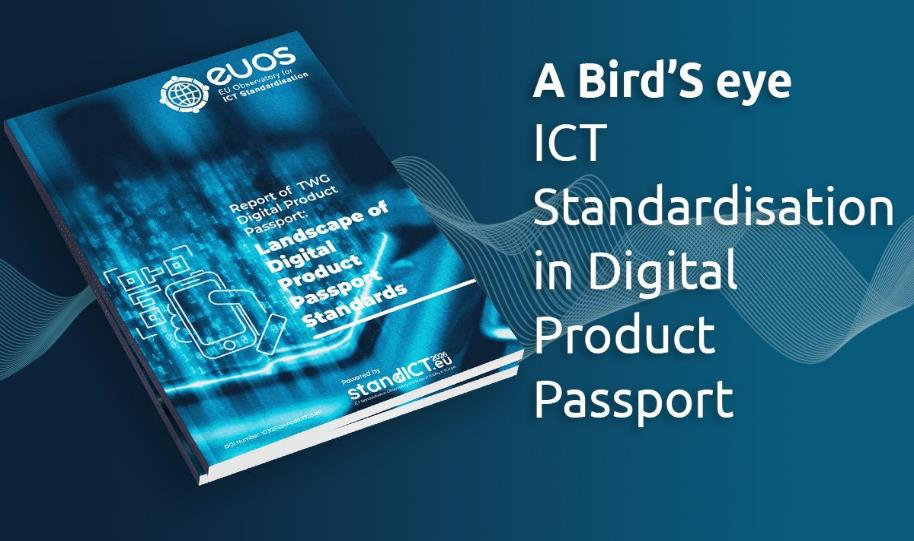 euos
EU Observatory for
ICT Standardisation
Report of TWG
Digital Product
Passport:
Landscape of
Digital
Product
Passport
Standards
Powered by
standICT.eu
2026
A Bird'S eye
ICT
Standardisation
in Digital
Product
Passport